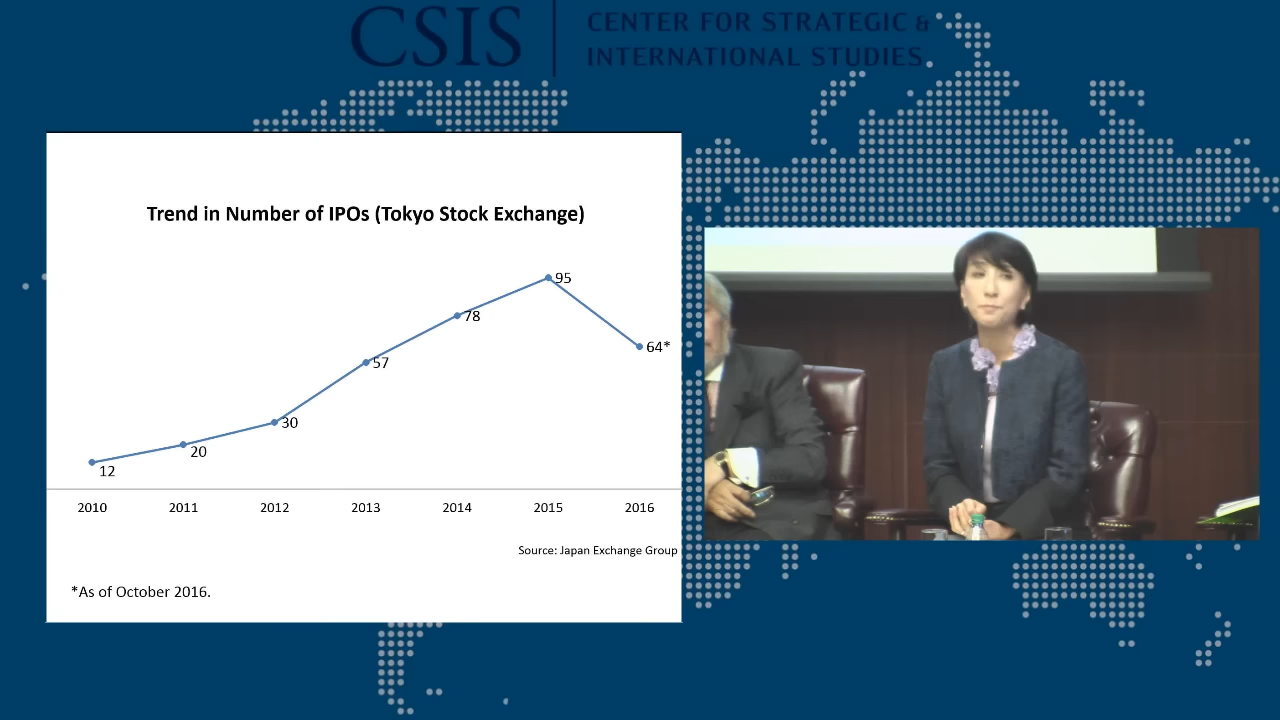 CSIS
CENTER FOR STRATEGIC &
INTERNATIONAL STUDIES
Trend in Number of IPOs (Tokyo Stock Exchange)
95
78
64*
57
30
20
12
2010 2011 2012 2013 2014 2015 2016
Source: Japan Exchange Group
*As of October 2016.